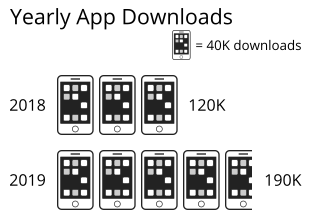 Yearly App Downloads
= 40K downloads
2018 120K
2019 190K